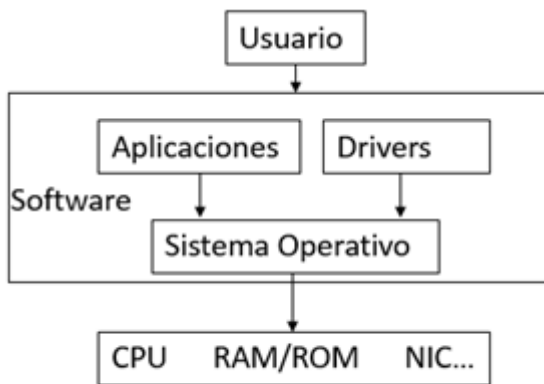 Usuario
Aplicaciones
Drivers
Software
Sistema Operativo
CPU RAM/ROM NIC...